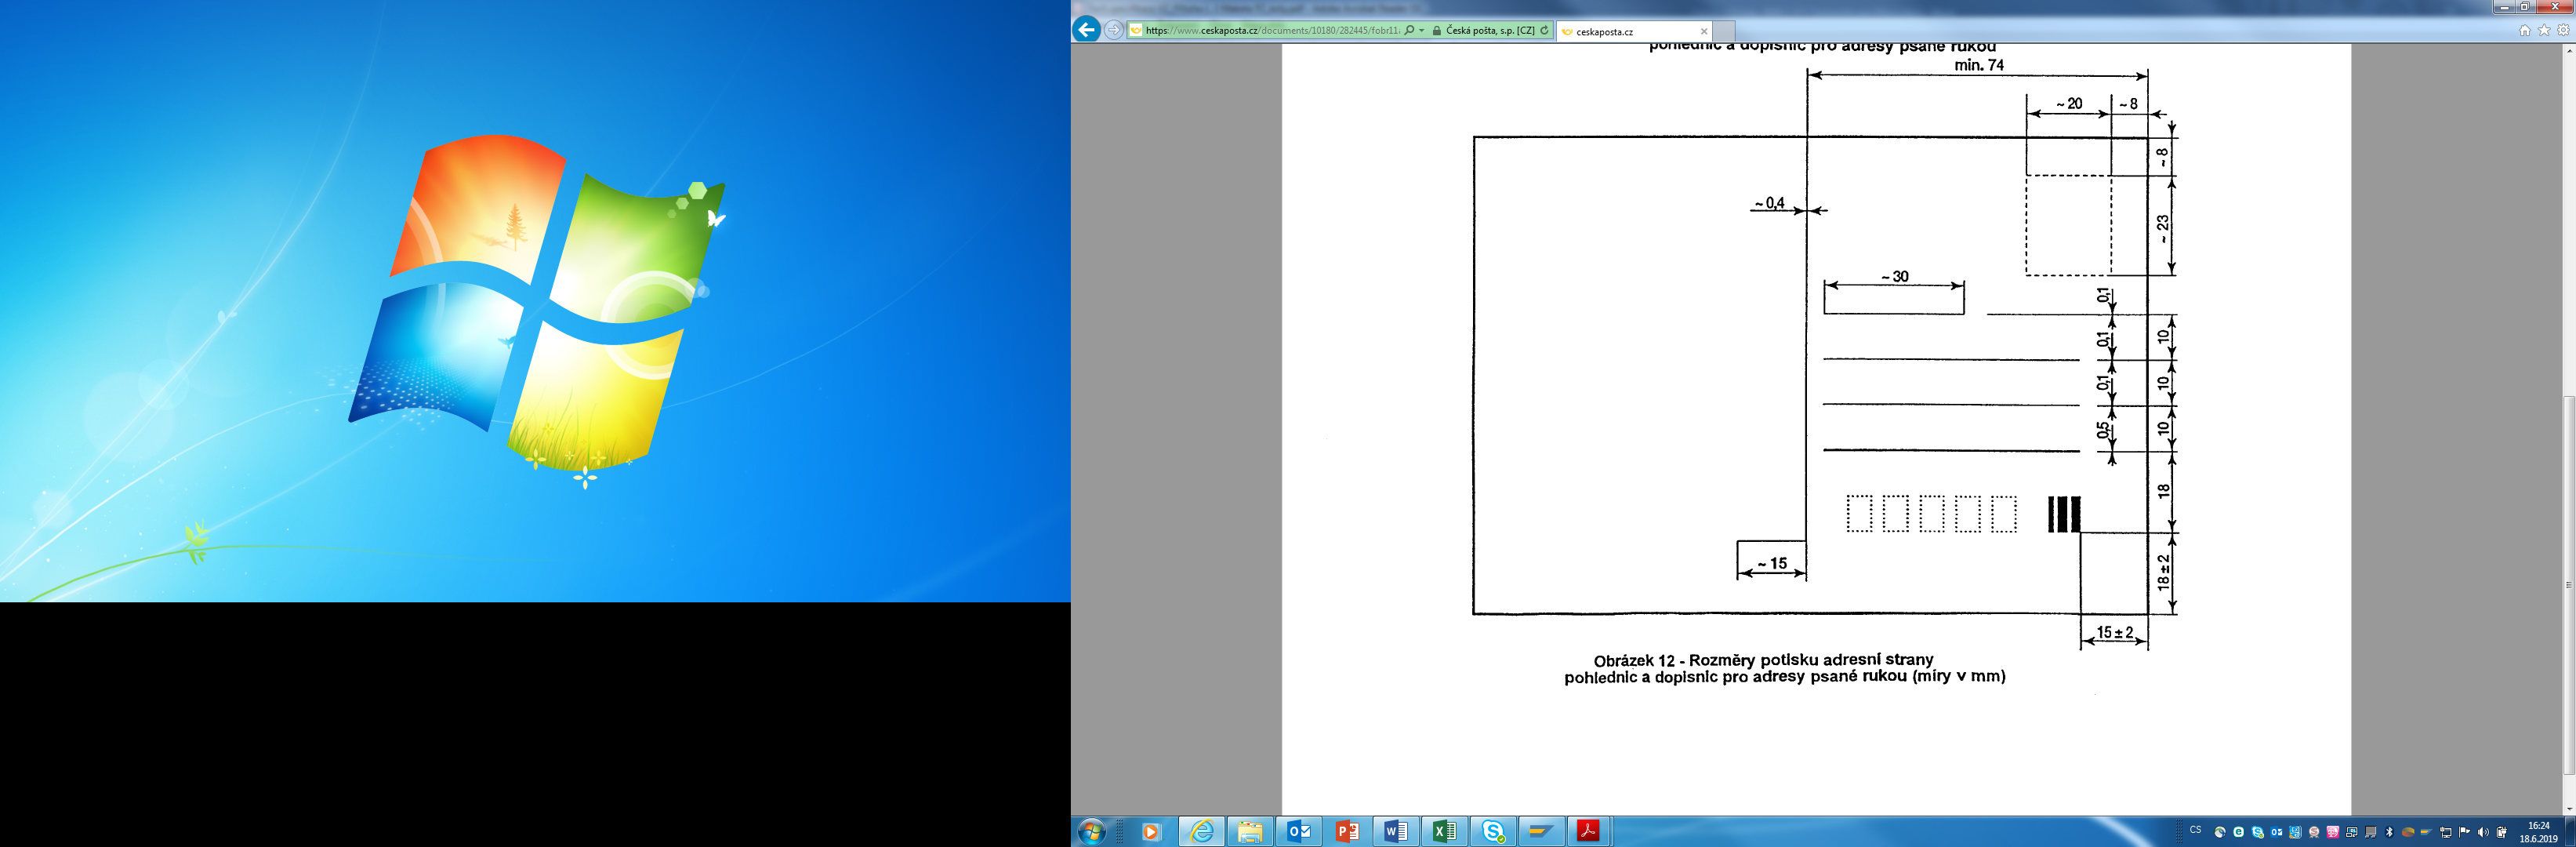 https://www.ceskaposta.cz/documents/10180/282445/fobr11.
Česká pošta, s.p. [CZ]
ceskaposta.cz
pohlednic a dopisnic pro adresy psané rukou
min. 74
~ 20
~ 8
~ 8
~ 0,4
~ 23
~ 30
0,1
0,1
10
0,1
10
0,5
10
18
~ 15
18 ± 2
15 ± 2
Obrázek 12 - Rozměry potisku adresní strany
pohlednic a dopisnic pro adresy psané rukou (míry v mm)
CS
16:24
18.6.2019